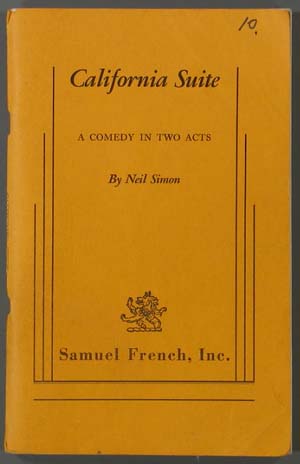 10.
California Suite
A COMEDY IN TWO ACTS
By Neil Simon
Samuel French, Inc.